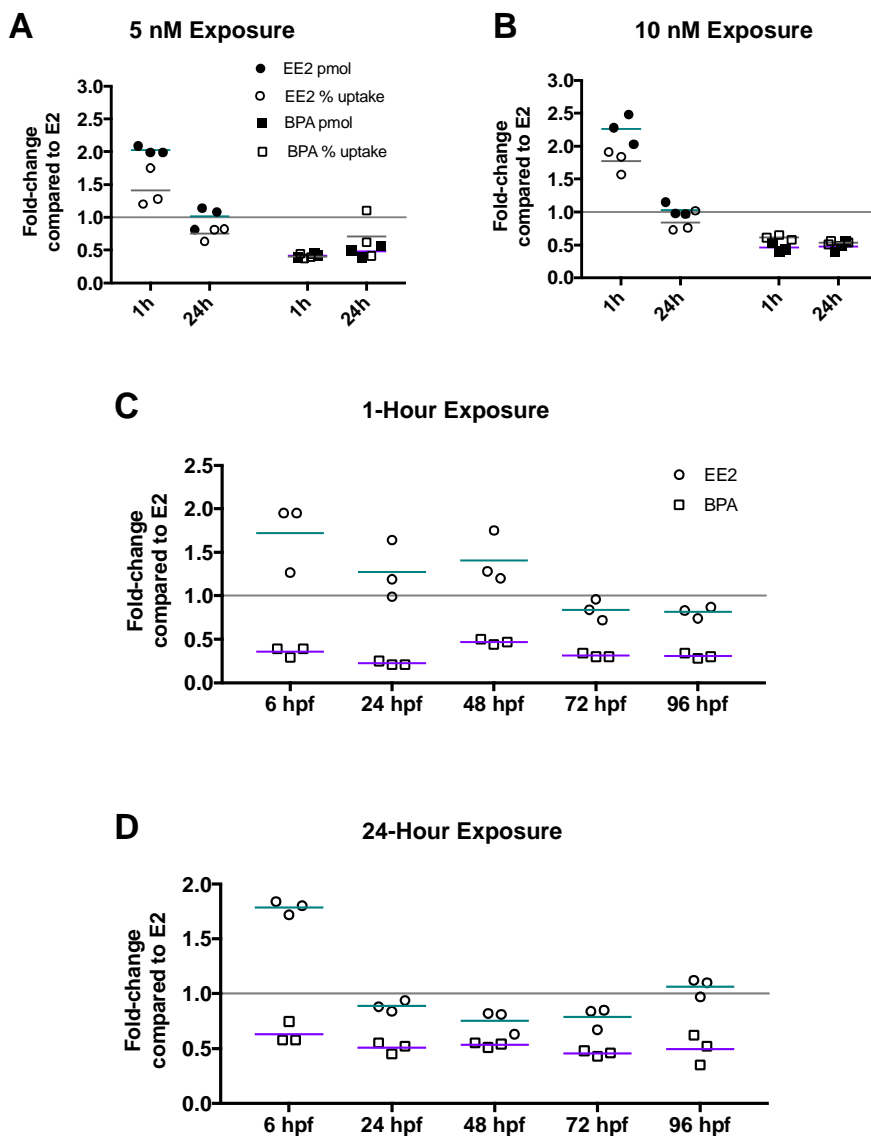 A
5 nM Exposure
EE2 pmol
EE2 % uptake
BPA pmol
BPA % uptake
Fold-change
compared to E2
3.0
2.5
2.0
1.5
1.0
0.5
0.0
1h
24h
1h
24h
B
10 nM Exposure
Fold-change
compared to E2
3.0
2.5
2.0
1.5
1.0
0.5
0.0
1h
24h
1h
24h
C
1-Hour Exposure
EE2
BPA
Fold-change
compared to E2
2.5
2.0
1.5
1.0
0.5
0.0
6 hpf 24 hpf 48 hpf 72 hpf 96 hpf
D
24-Hour Exposure
Fold-change
compared to E2
2.0
1.5
1.0
0.5
0.0
6 hpf 24 hpf 48 hpf 72 hpf 96 hpf